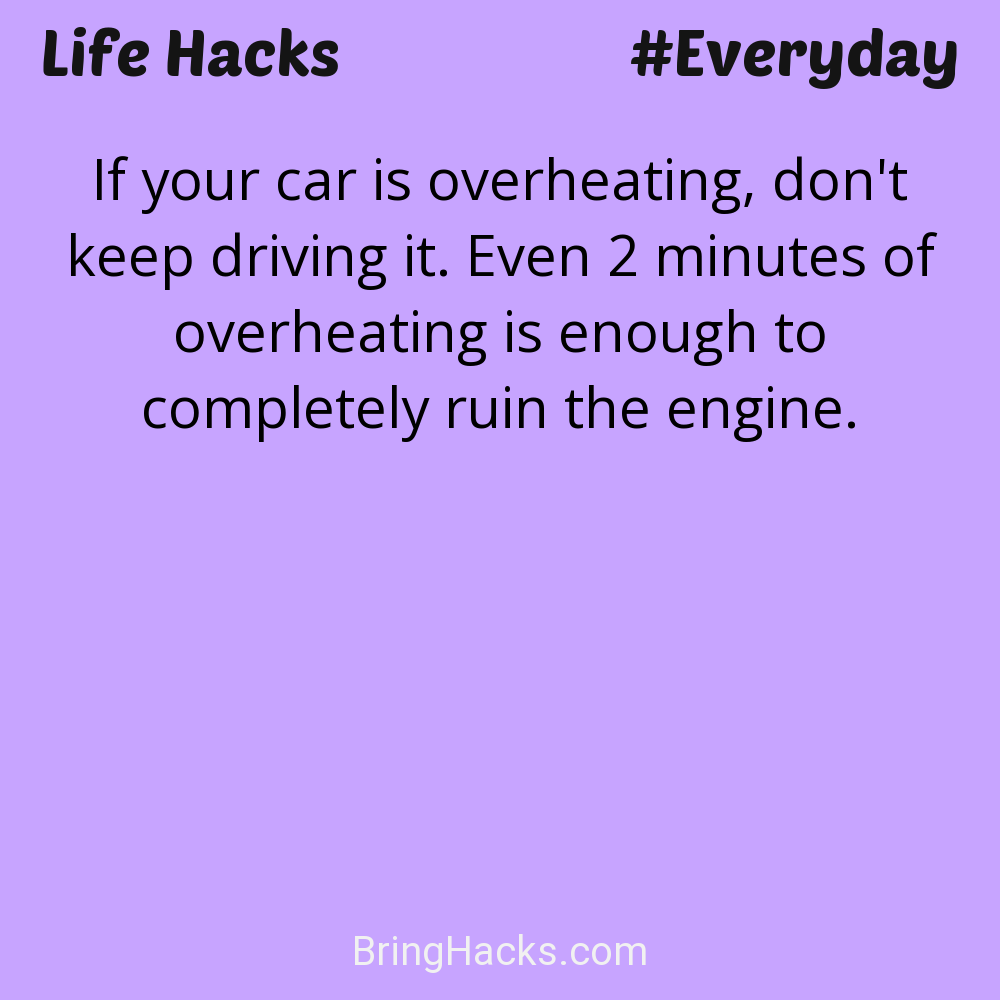 Life Hacks #Everyday
If your car is overheating, don't
keep driving it. Even 2 minutes of
overheating is enough to
completely ruin the engine.
BringHacks.com